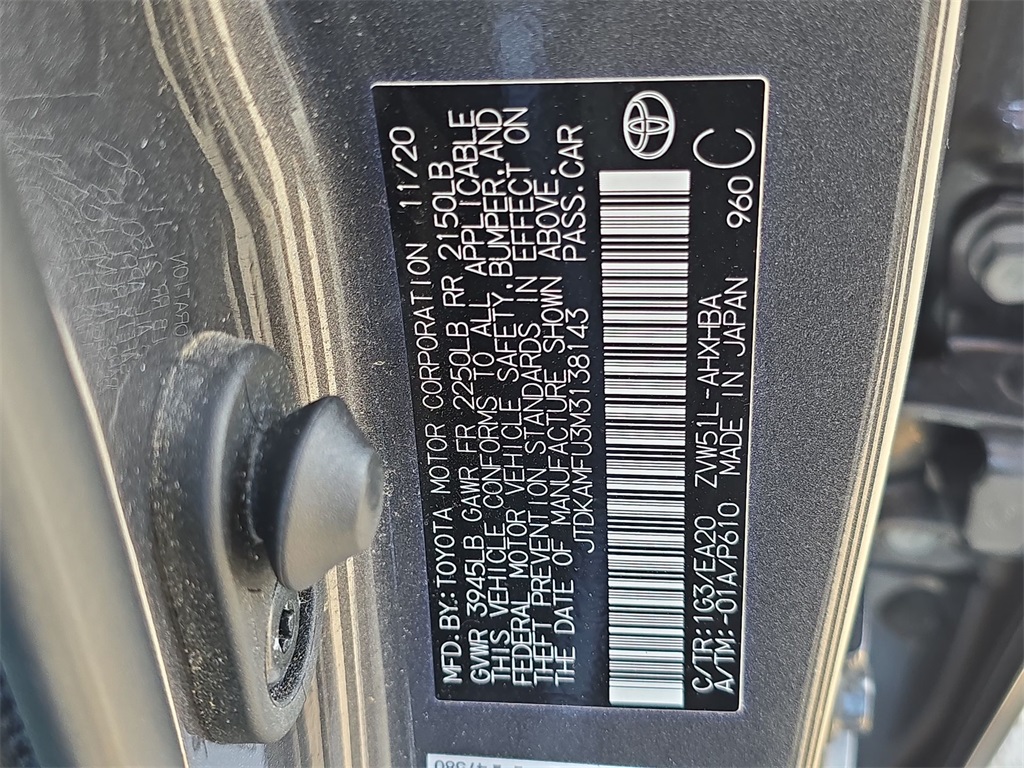 MFD. BY: TOYOTA MOTOR CORPORATION 11/20
GVWR 3945LB GAWR FR 2250LB RR 2150LB
THIS VEHICLE CONFORMS TO ALL APPLICABLE
FEDERAL MOTOR VEHICLE SAFETY, BUMPER, AND
THEFT PREVENTION STANDARDS IN EFFECT ON
THE DATE OF MANUFACTURE SHOWN ABOVE.
JTDKAMFU3M3138143 PASS. CAR
C/TR: 1G3/EA20 ZVW51L-AHXHBA 960 C
A/TM: -01A/P610 MADE IN JAPAN